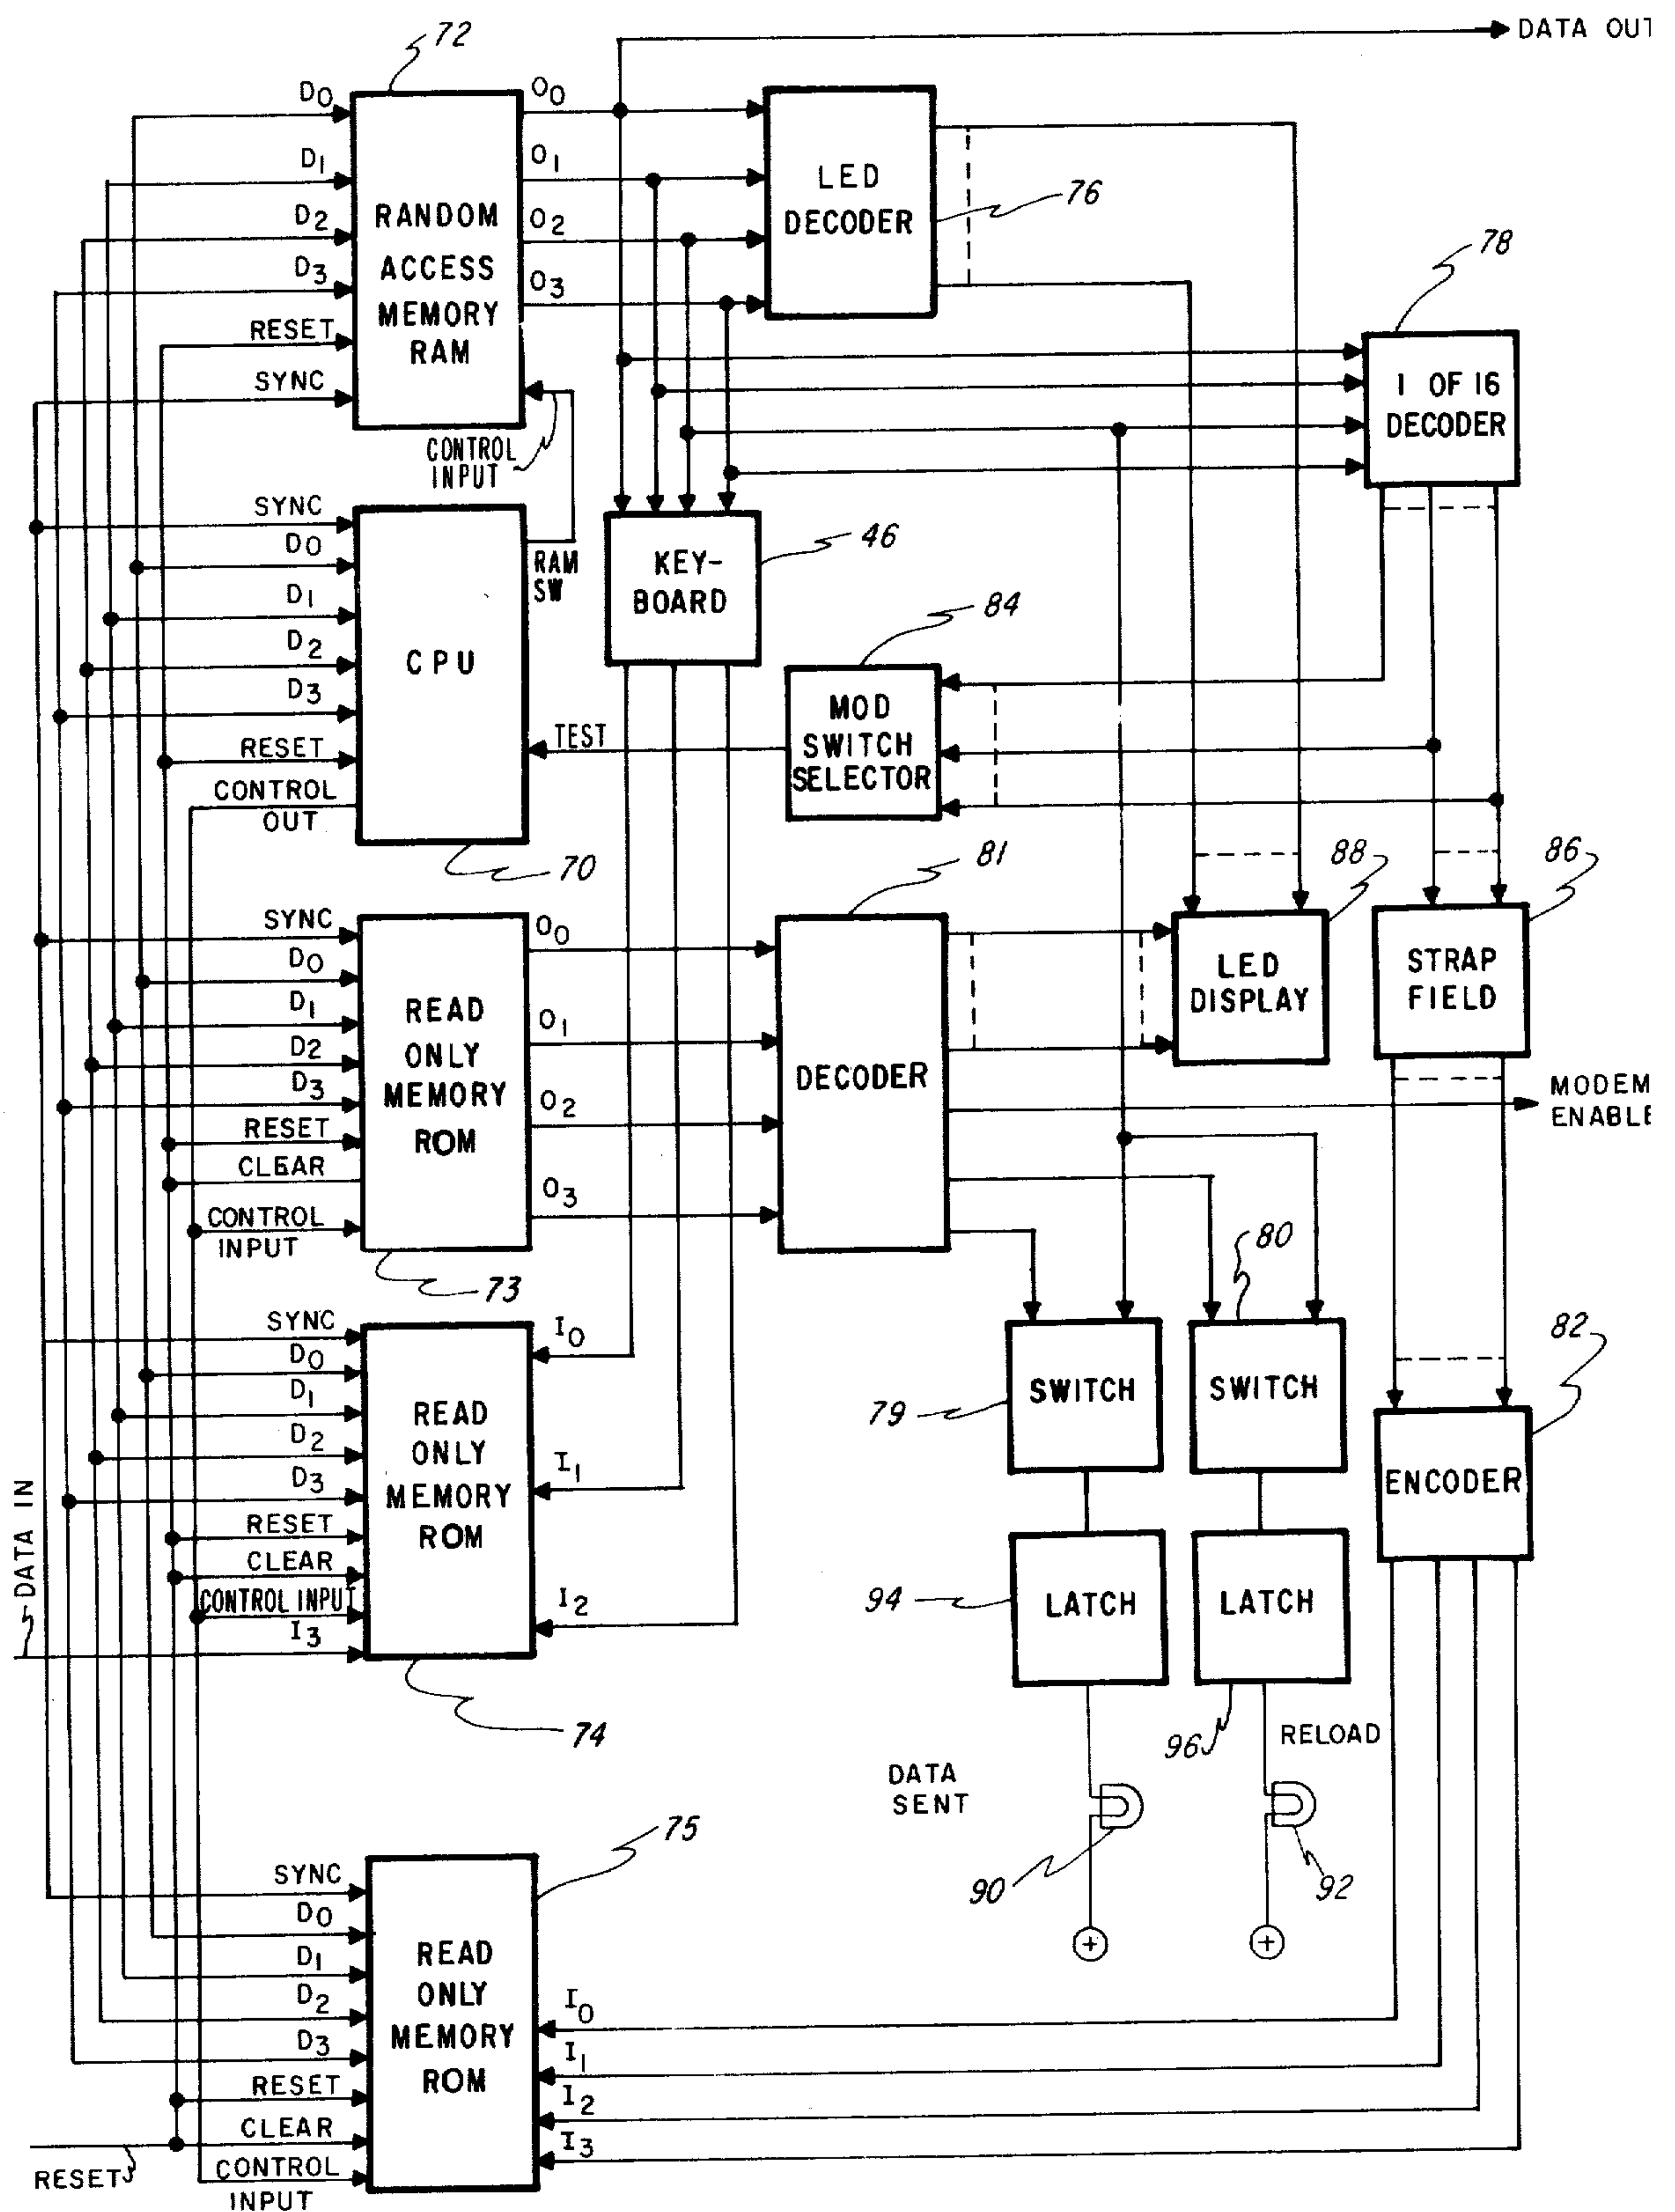 72
DATA OUT
D0
D1
D2
D3
RESET
SYNC
RANDOM
ACCESS
MEMORY
RAM
O0
O1
O2
O3
CONTROL
INPUT
LED
DECODER
76
78
1 OF 16
DECODER
SYNC
D0
D1
D2
D3
RESET
CONTROL
OUT
CPU
RAM
SW
70
KEY-
BOARD
46
84
MOD
SWITCH
SELECTOR
TEST
SYNC
D0
D1
D2
D3
RESET
CLEAR
CONTROL
INPUT
READ
ONLY
MEMORY
ROM
73
O0
O1
O2
O3
81
DECODER
88
LED
DISPLAY
86
STRAP
FIELD
MODEM
ENABLE
SYNC
D0
D1
D2
D3
RESET
CLEAR
CONTROL INPUT
I3
DATA IN
READ
ONLY
MEMORY
ROM
74
I0
I1
I2
79
SWITCH
80
SWITCH
82
ENCODER
94
LATCH
LATCH
96
RELOAD
DATA
SENT
90
92
75
SYNC
D0
D1
D2
D3
RESET
CLEAR
CONTROL
INPUT
RESET
READ
ONLY
MEMORY
ROM
I0
I1
I2
I3